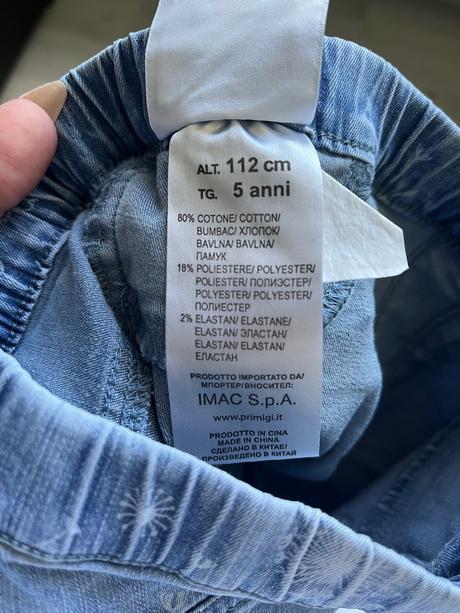 ALT. 112 cm
TG. 5 anni
80% COTONE/ COTTON/
BUMBAC/ ХЛОПОК/
BAVLNA/ BAVLNA/
ПАМУК
18% POLIESTERE/ POLYESTER/
POLIESTER/ ПОЛИЭСТЕР/
POLYESTER/ POLYESTER/
ПОЛИЕСТЕР
2% ELASTAN/ ELASTANE/
ELASTAN/ ЭЛАСТАН/
ELASTAN/ ELASTAN/
ЕЛАСТАН
PRODOTTO IMPORTATO DA/
ИМПОРТЕР/ВНОСИТЕЛ:
IMAC S.p.A.
www.primigi.it
PRODOTTO IN CINA
MADE IN CHINA
СДЕЛАНО В КИТАЕ/
ПРОИЗВЕДЕНО В КИТАЙ